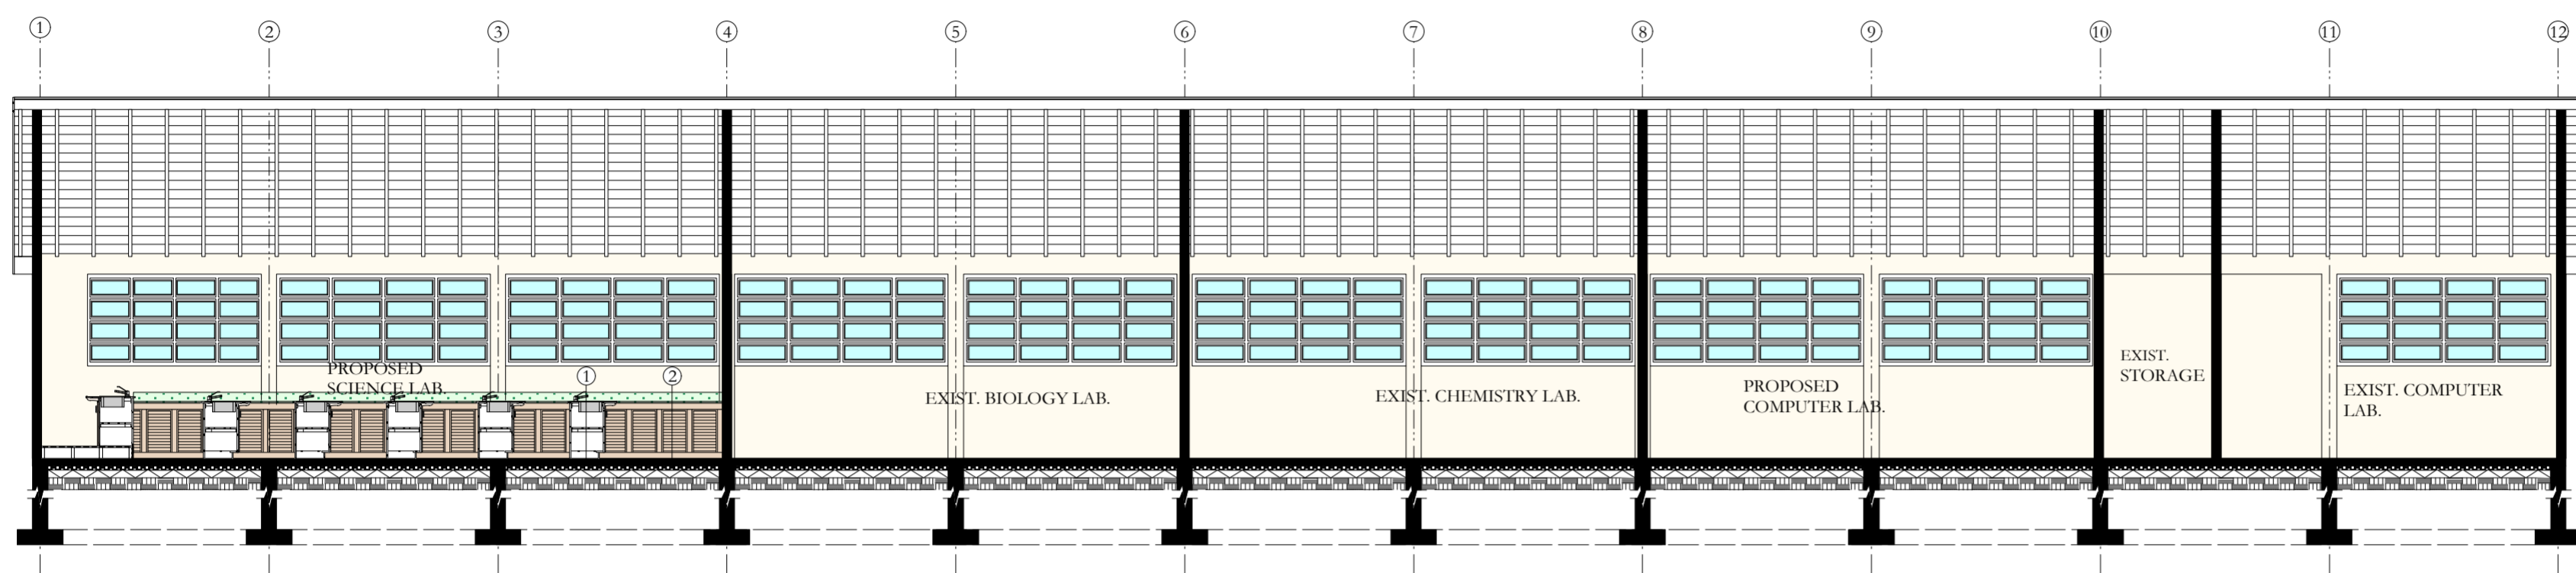 1
2
3
4
5
6
7
8
9
10
11
12
PROPOSED
SCIENCE LAB.
1
2
EXIST. BIOLOGY LAB.
EXIST. CHEMISTRY LAB.
PROPOSED
COMPUTER LAB.
EXIST.
STORAGE
EXIST. COMPUTER
LAB.